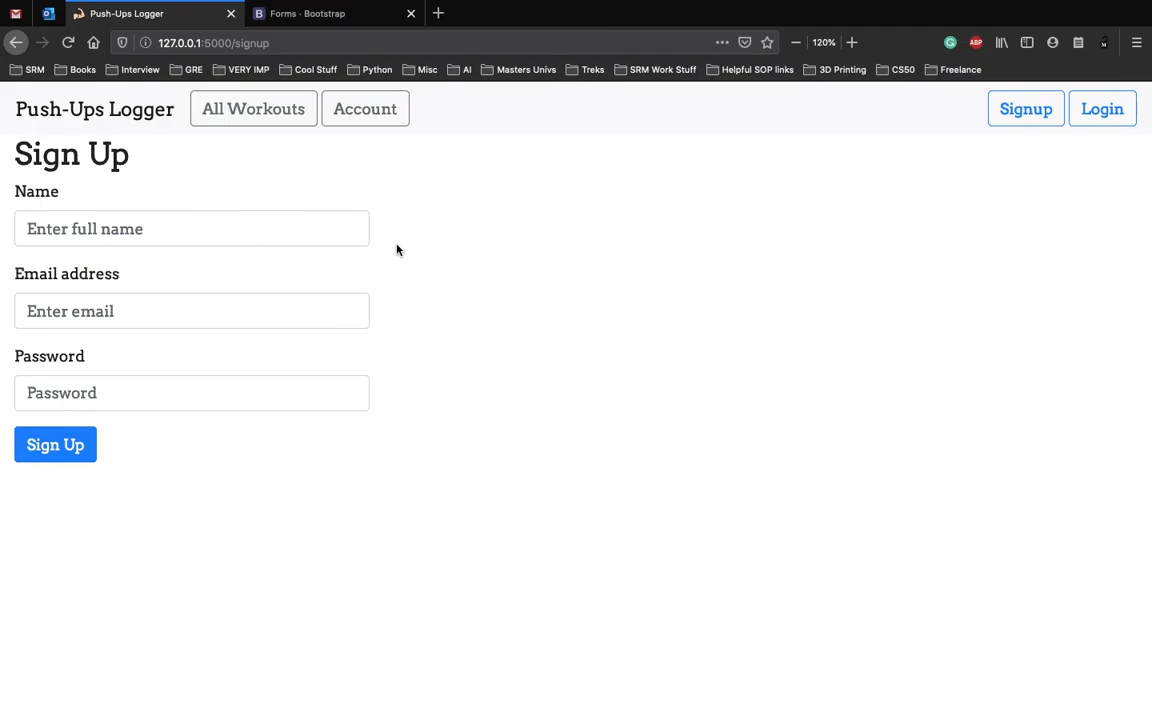 Push-Ups Logger
B Forms · Bootstrap
127.0.0.1:5000/signup
120%
ABP
SRM Books Interview GRE VERY IMP Cool Stuff Python Misc AI Masters Univs Treks SRM Work Stuff Helpful SOP links 3D Printing CS50 Freelance
Push-Ups Logger All Workouts Account Signup Login
Sign Up
Name
Enter full name
Email address
Enter email
Password
Password
Sign Up